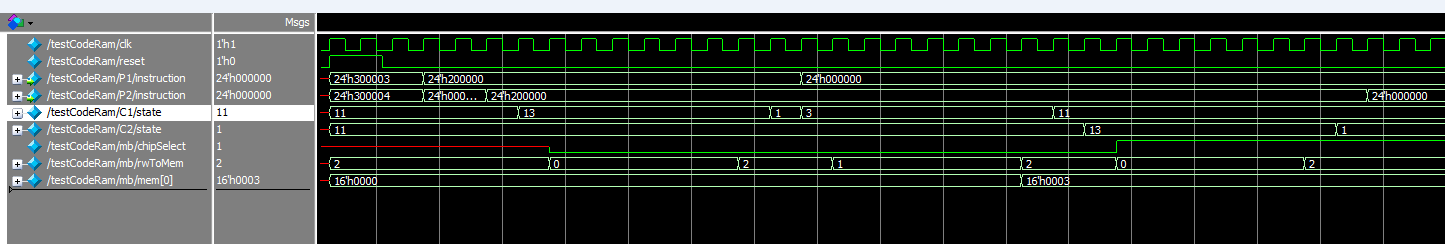 Msgs
/testCodeRam/clk 1'h1
/testCodeRam/reset 1'h0
/testCodeRam/P1/instruction 24'h000000 24'h300003 24'h200000 24'h000000
/testCodeRam/P2/instruction 24'h000000 24'h300004 24'h000... 24'h200000 24'h000000
/testCodeRam/C1/state 11 11 13 1 3 11
/testCodeRam/C2/state 1 11 13 1
/testCodeRam/mb/chipSelect 1
/testCodeRam/mb/rwToMem 2 2 0 2 1 2 0 2
/testCodeRam/mb/mem[0] 16'h0003 16'h0000 16'h0003